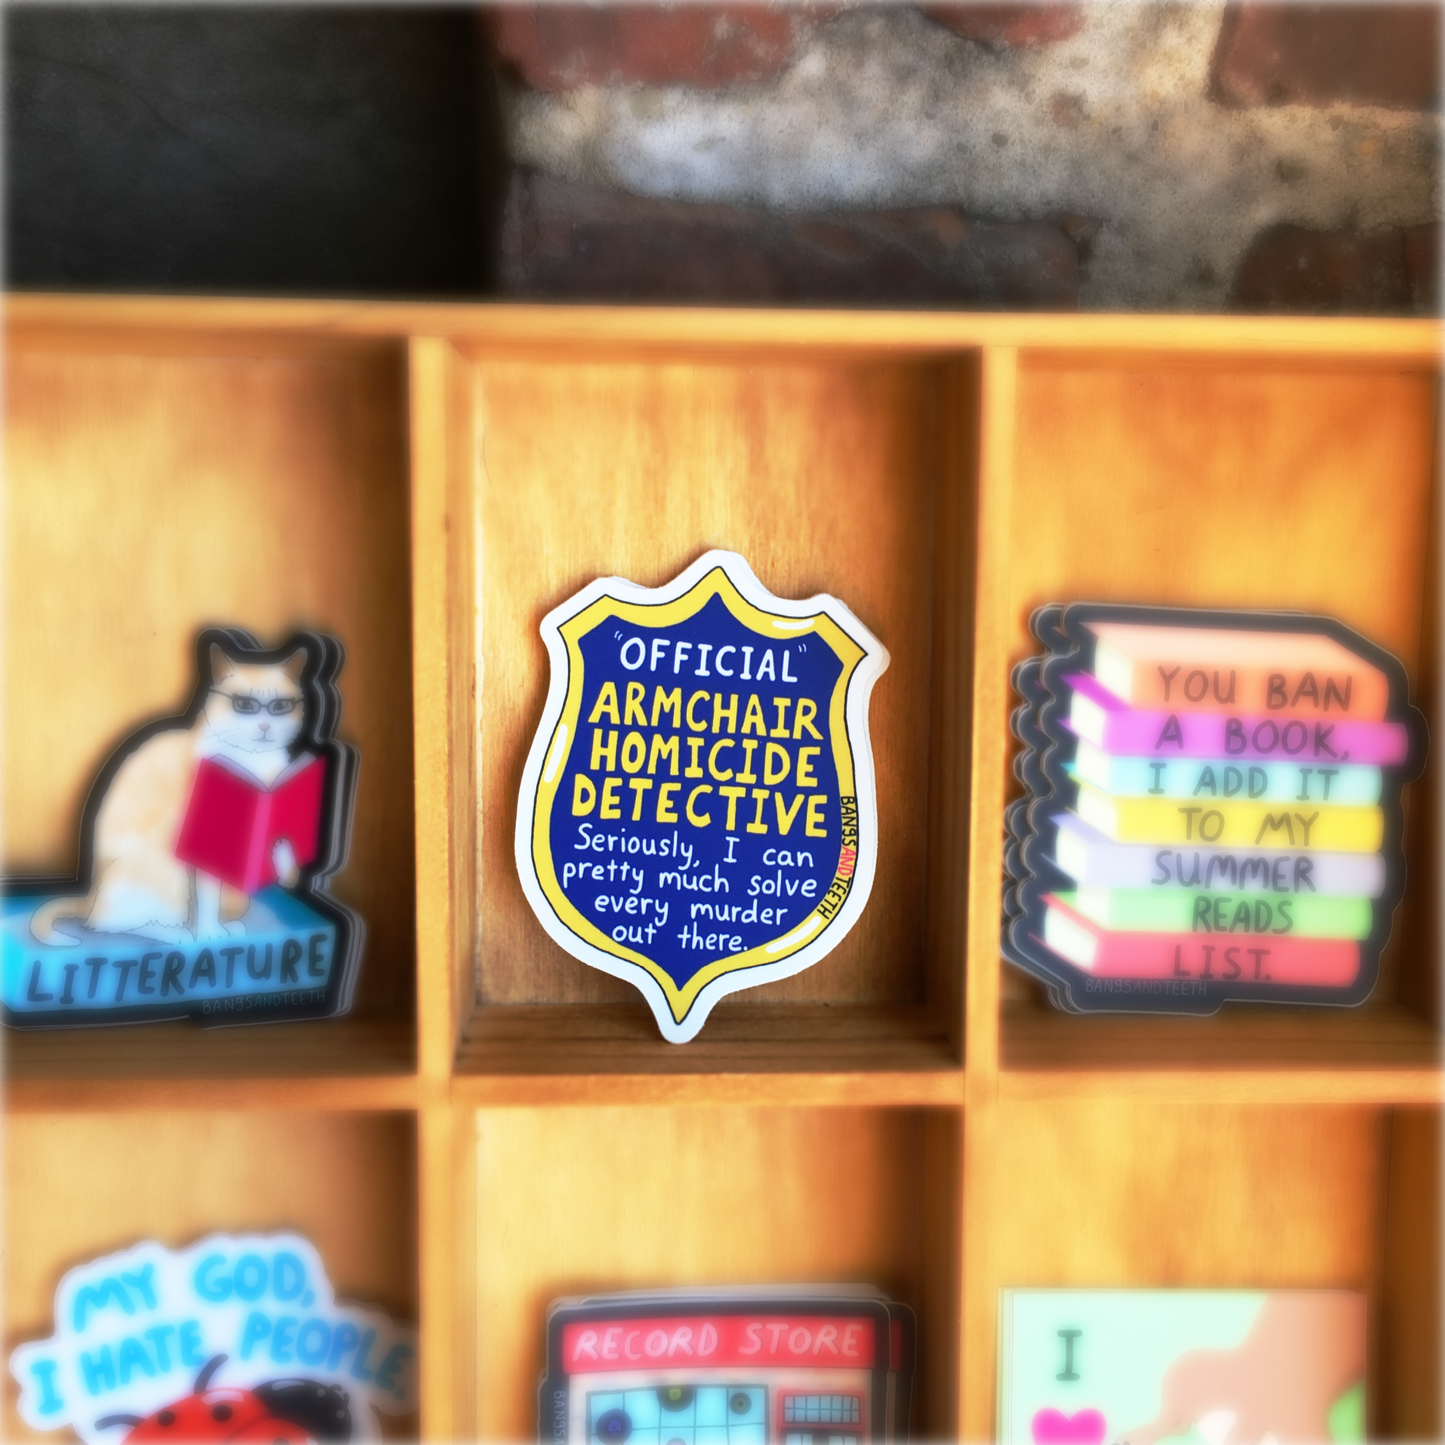 "OFFICIAL"
ARMCHAIR
HOMICIDE
DETECTIVE
Seriously, I can
pretty much solve
every murder
out there.
BANGSANDTEETH
LITTERATURE
BANGSANDTEETH
YOU BAN
A BOOK,
I ADD IT
TO MY
SUMMER
READS
LIST.
BANGSANDTEETH
MY GOD,
I HATE PEOPLE.
RECORD STORE
I